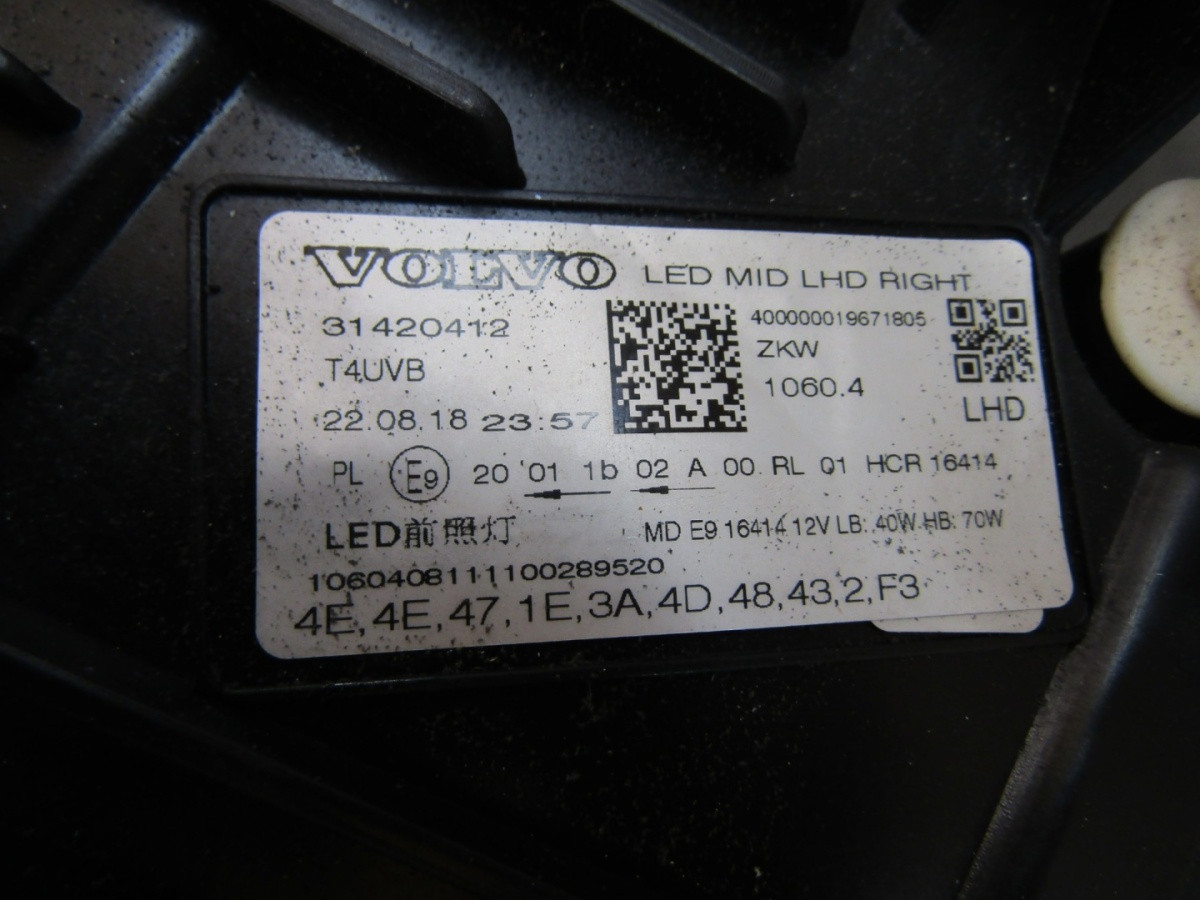 VOLVO LED MID LHD RIGHT
31420412
T4UVB
22.08.18 23:57
400000019671805
ZKW
1060.4
LHD
PL E9 20 01 1b 02 A 00 RL 01 HCR 16414
LED前照灯 MD E9 16414 12V LB: 40W HB: 70W
1060408111100289520
4E,4E,47,1E,3A,4D,48,43,2,F3